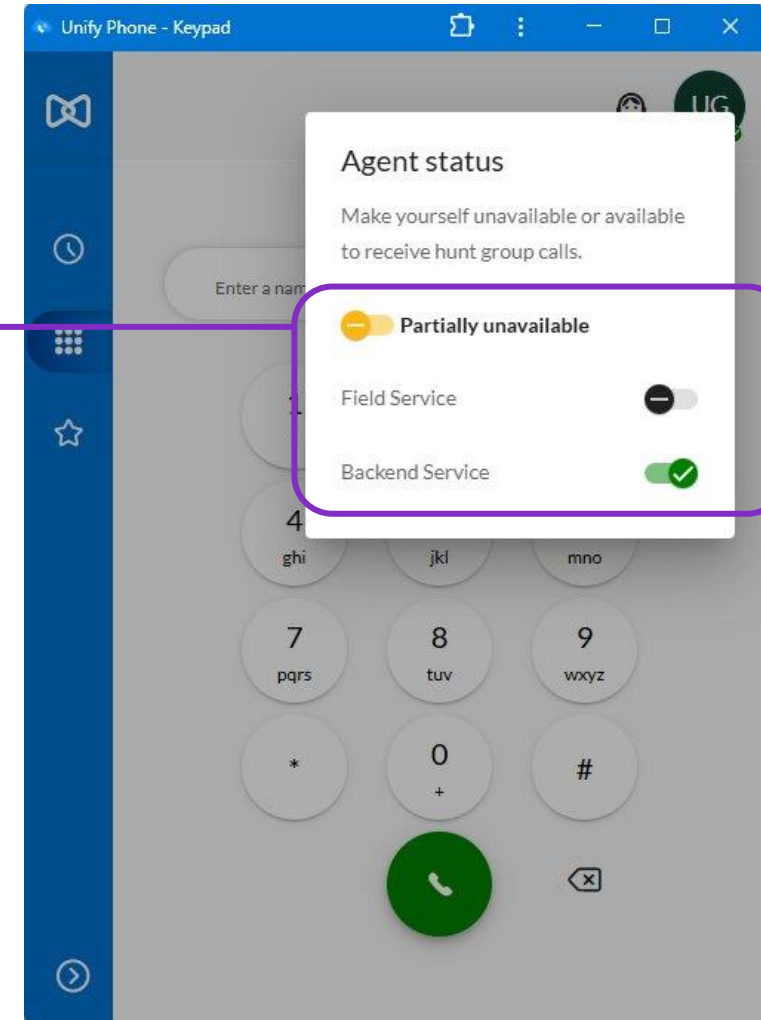 Unify Phone - Keypad
UG
Agent status
Make yourself unavailable or available
to receive hunt group calls.
Enter a nam
Partially unavailable
Field Service
Backend Service
1
4
ghi
jkl
mno
7
pqrs
8
tuv
9
wxyz
*
0
+
#